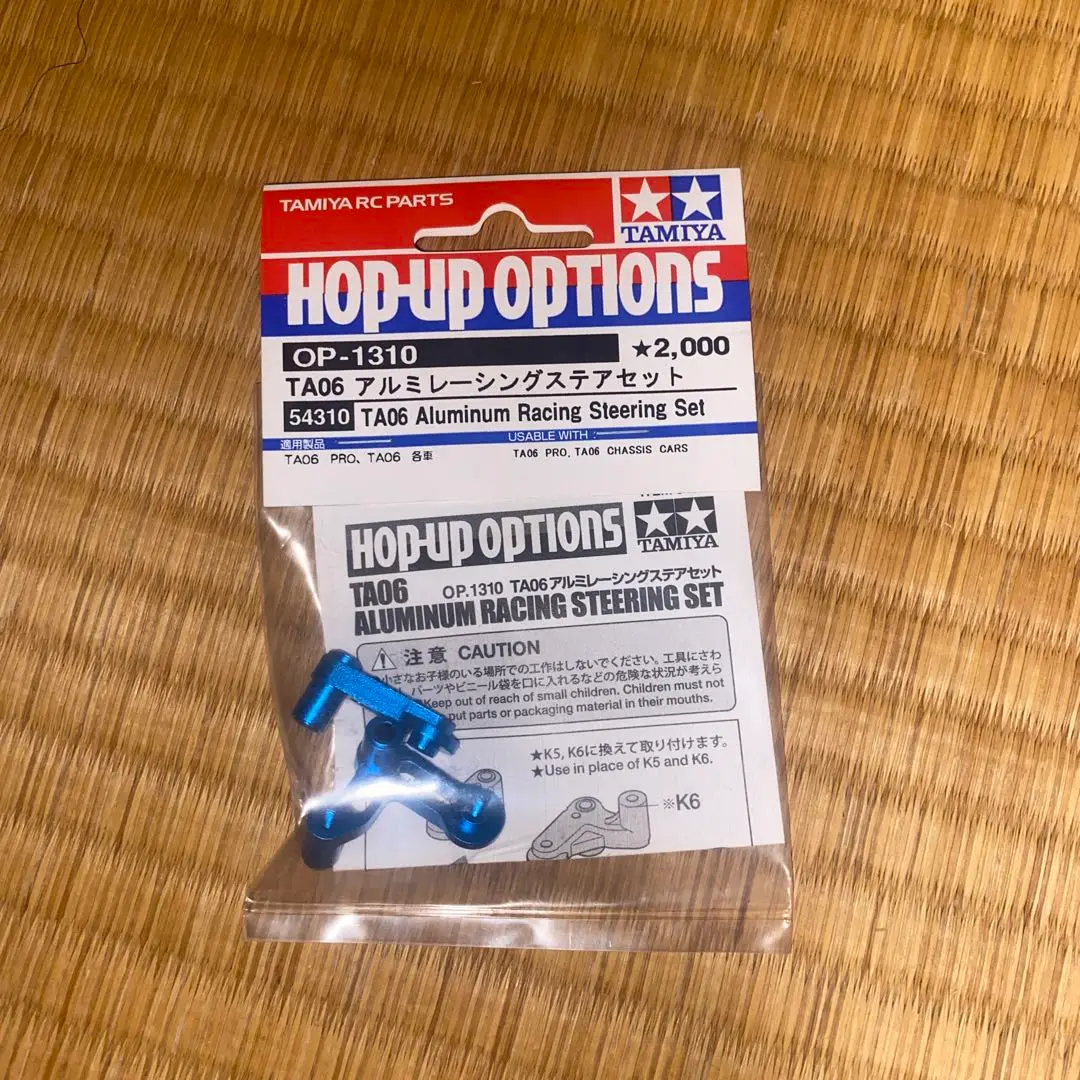 TAMIYA RC PARTS
TAMIYA
HOP-UP OPTIONS
OP-1310 ★2,000
TA06 アルミレーシングステアセット
54310 TA06 Aluminum Racing Steering Set
適用製品 USABLE WITH :
TA06 PRO、TA06 各車 TA06 PRO, TA06 CHASSIS CARS
HOP-UP OPTIONS
TAMIYA
TA06 OP.1310 TA06アルミレーシングステアセット
ALUMINUM RACING STEERING SET
注意 CAUTION
小さなお子様のいる場所での工作はしないでください。工具にさわ
パーツやビニール袋を口に入れるなどの危険な状況が考えら
Keep out of reach of small children. Children must not
put parts or packaging material in their mouths.
★K5, K6に換えて取り付けます。
★Use in place of K5 and K6.
※K6